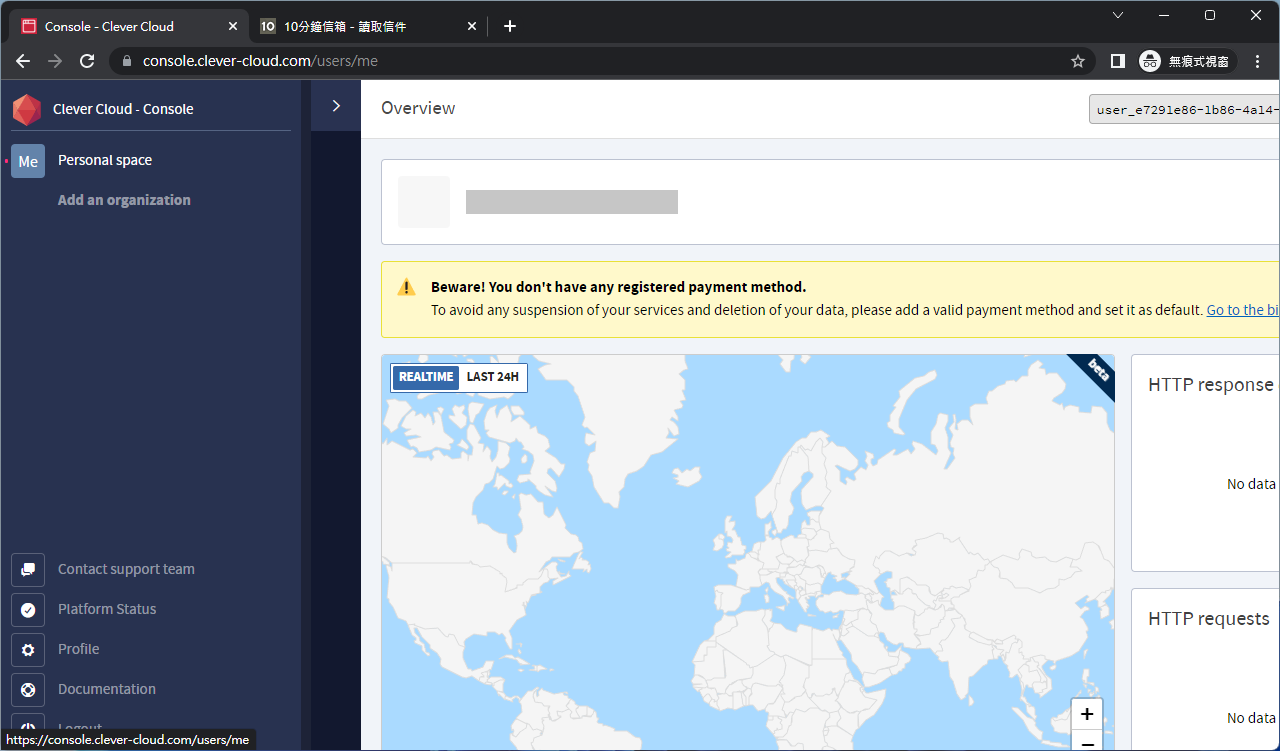 Console - Clever Cloud
10分鐘信箱 - 讀取信件
console.clever-cloud.com/users/me
無痕式視窗
Clever Cloud - Console
Me
Personal space
Add an organization
Contact support team
Platform Status
Profile
Documentation
Logout
https://console.clever-cloud.com/users/me
Overview
user_e7291e86-1b86-4a14-
Beware! You don't have any registered payment method.
To avoid any suspension of your services and deletion of your data, please add a valid payment method and set it as default. Go to the bi
REALTIME LAST 24H
beta
+
−
HTTP response
No data
HTTP requests
No data